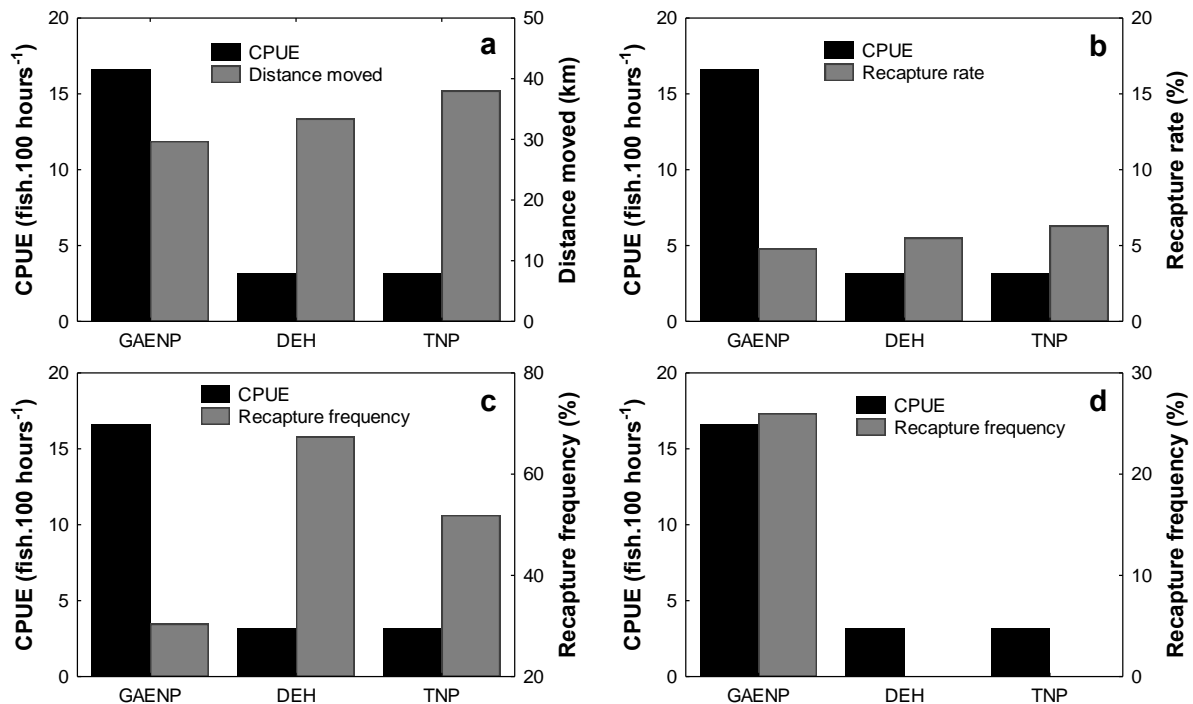 a
CPUE
Distance moved
20
15
10
5
0
CPUE (fish.100 hours⁻¹)
50
40
30
20
10
0
Distance moved (km)
GAENP DEH TNP
b
CPUE
Recapture rate
20
15
10
5
0
CPUE (fish.100 hours⁻¹)
20
15
10
5
0
Recapture rate (%)
GAENP DEH TNP
c
CPUE
Recapture frequency
20
15
10
5
0
CPUE (fish.100 hours⁻¹)
80
60
40
20
Recapture frequency (%)
GAENP DEH TNP
d
CPUE
Recapture frequency
20
15
10
5
0
CPUE (fish.100 hours⁻¹)
30
20
10
0
Recapture frequency (%)
GAENP DEH TNP